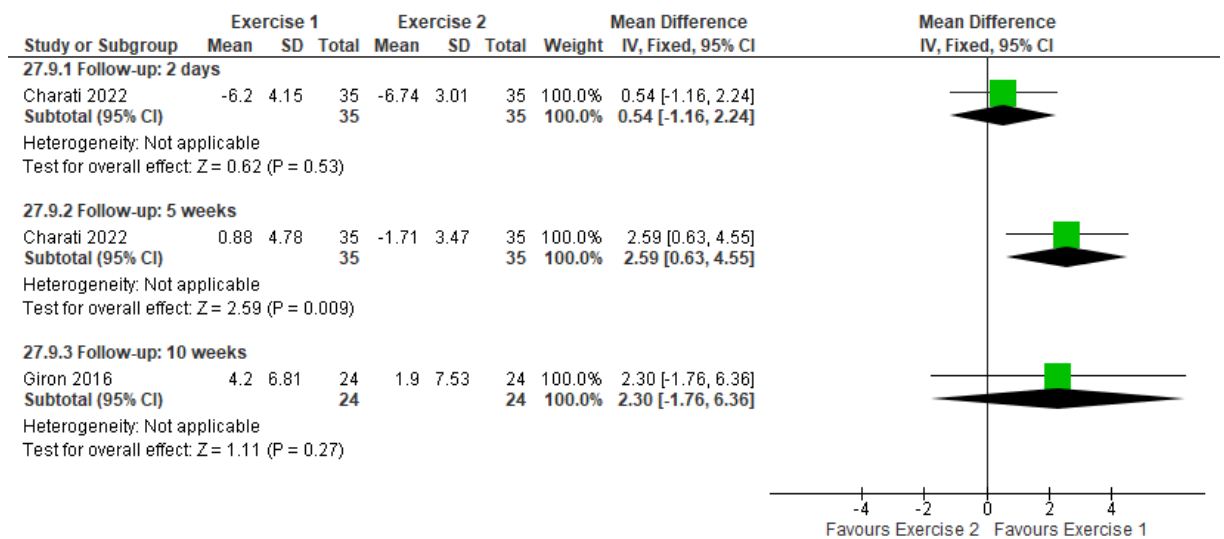 Exercise 1 Exercise 2 Mean Difference Mean Difference
Study or Subgroup Mean SD Total Mean SD Total Weight IV, Fixed, 95% CI IV, Fixed, 95% CI
27.9.1 Follow-up: 2 days
Charati 2022 -6.2 4.15 35 -6.74 3.01 35 100.0% 0.54 [-1.16, 2.24]
Subtotal (95% CI) 35 35 100.0% 0.54 [-1.16, 2.24]
Heterogeneity: Not applicable
Test for overall effect: Z = 0.62 (P = 0.53)
27.9.2 Follow-up: 5 weeks
Charati 2022 0.88 4.78 35 -1.71 3.47 35 100.0% 2.59 [0.63, 4.55]
Subtotal (95% CI) 35 35 100.0% 2.59 [0.63, 4.55]
Heterogeneity: Not applicable
Test for overall effect: Z = 2.59 (P = 0.009)
27.9.3 Follow-up: 10 weeks
Giron 2016 4.2 6.81 24 1.9 7.53 24 100.0% 2.30 [-1.76, 6.36]
Subtotal (95% CI) 24 24 100.0% 2.30 [-1.76, 6.36]
Heterogeneity: Not applicable
Test for overall effect: Z = 1.11 (P = 0.27)
-4 -2 0 2 4
Favours Exercise 2 Favours Exercise 1